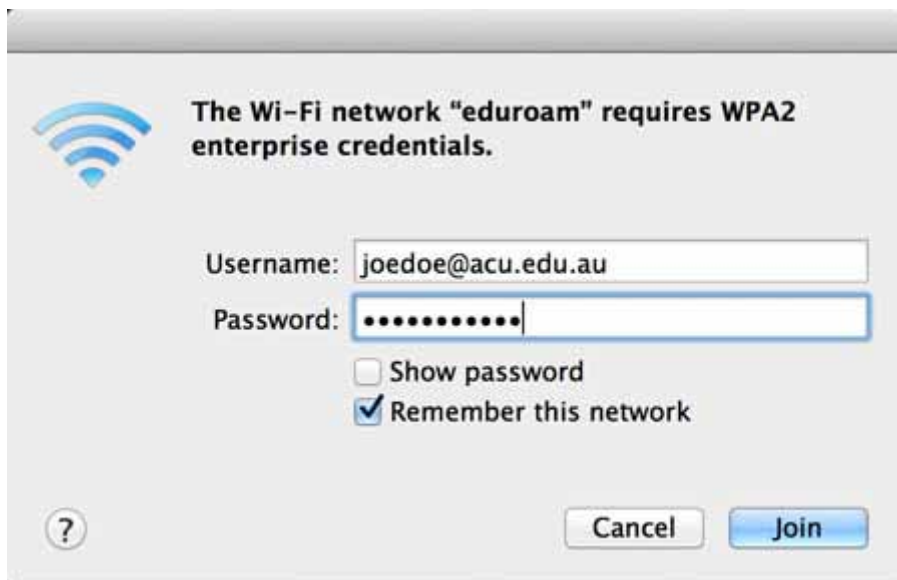 The Wi-Fi network “eduroam” requires WPA2
enterprise credentials.
Username: joedoe@acu.edu.au
Password: •••••••••••
Show password
Remember this network
? Cancel Join